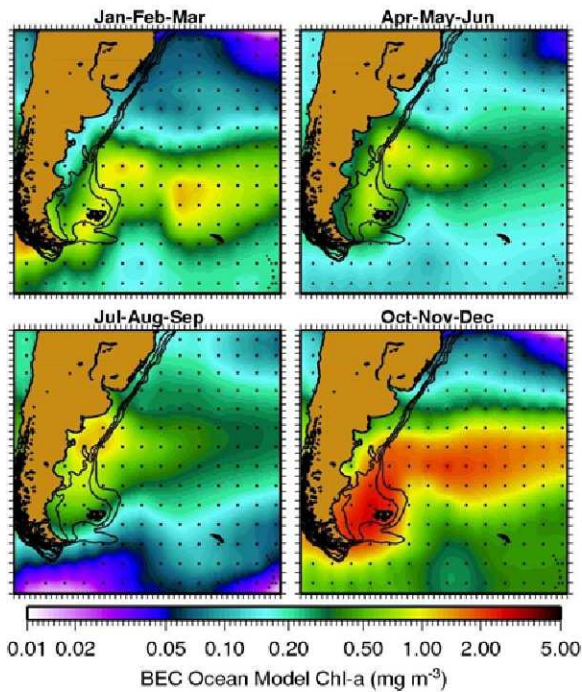 Jan-Feb-Mar
Apr-May-Jun
Jul-Aug-Sep
Oct-Nov-Dec
0.01 0.02 0.05 0.10 0.20 0.50 1.00 2.00 5.00
BEC Ocean Model Chl-a (mg m⁻³)